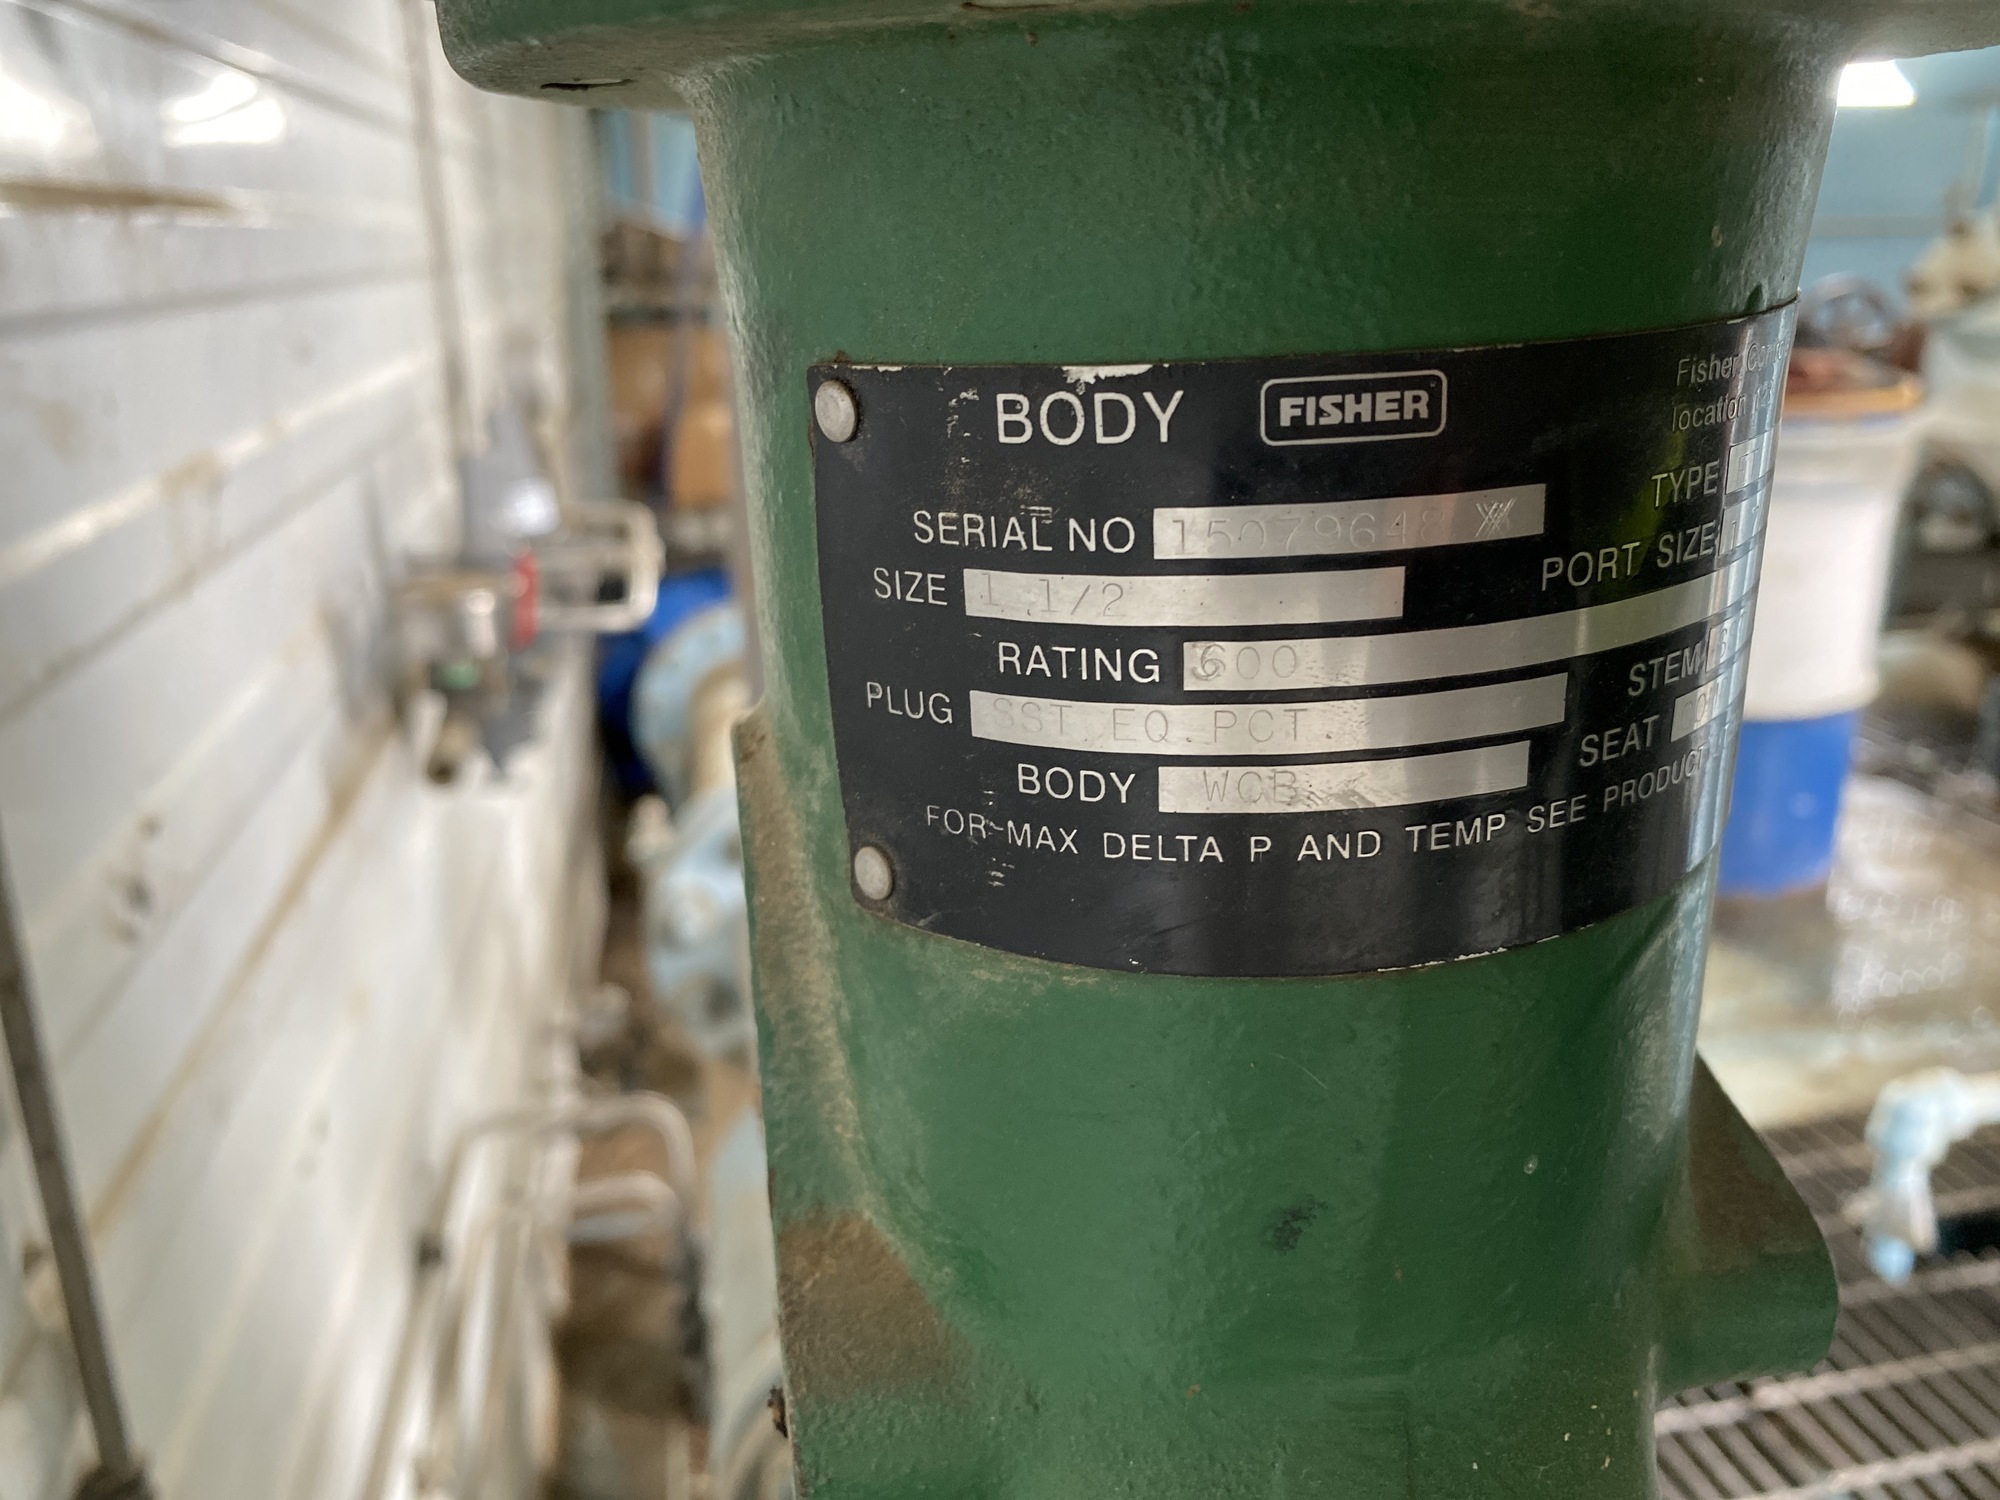 BODY FISHER Fisher
location
SERIAL NO 15079648 TYPE
SIZE 1 1/2 PORT SIZE
RATING 600
PLUG SST EQ PCT STEM
BODY WCB SEAT
FOR MAX DELTA P AND TEMP SEE PRODUCT